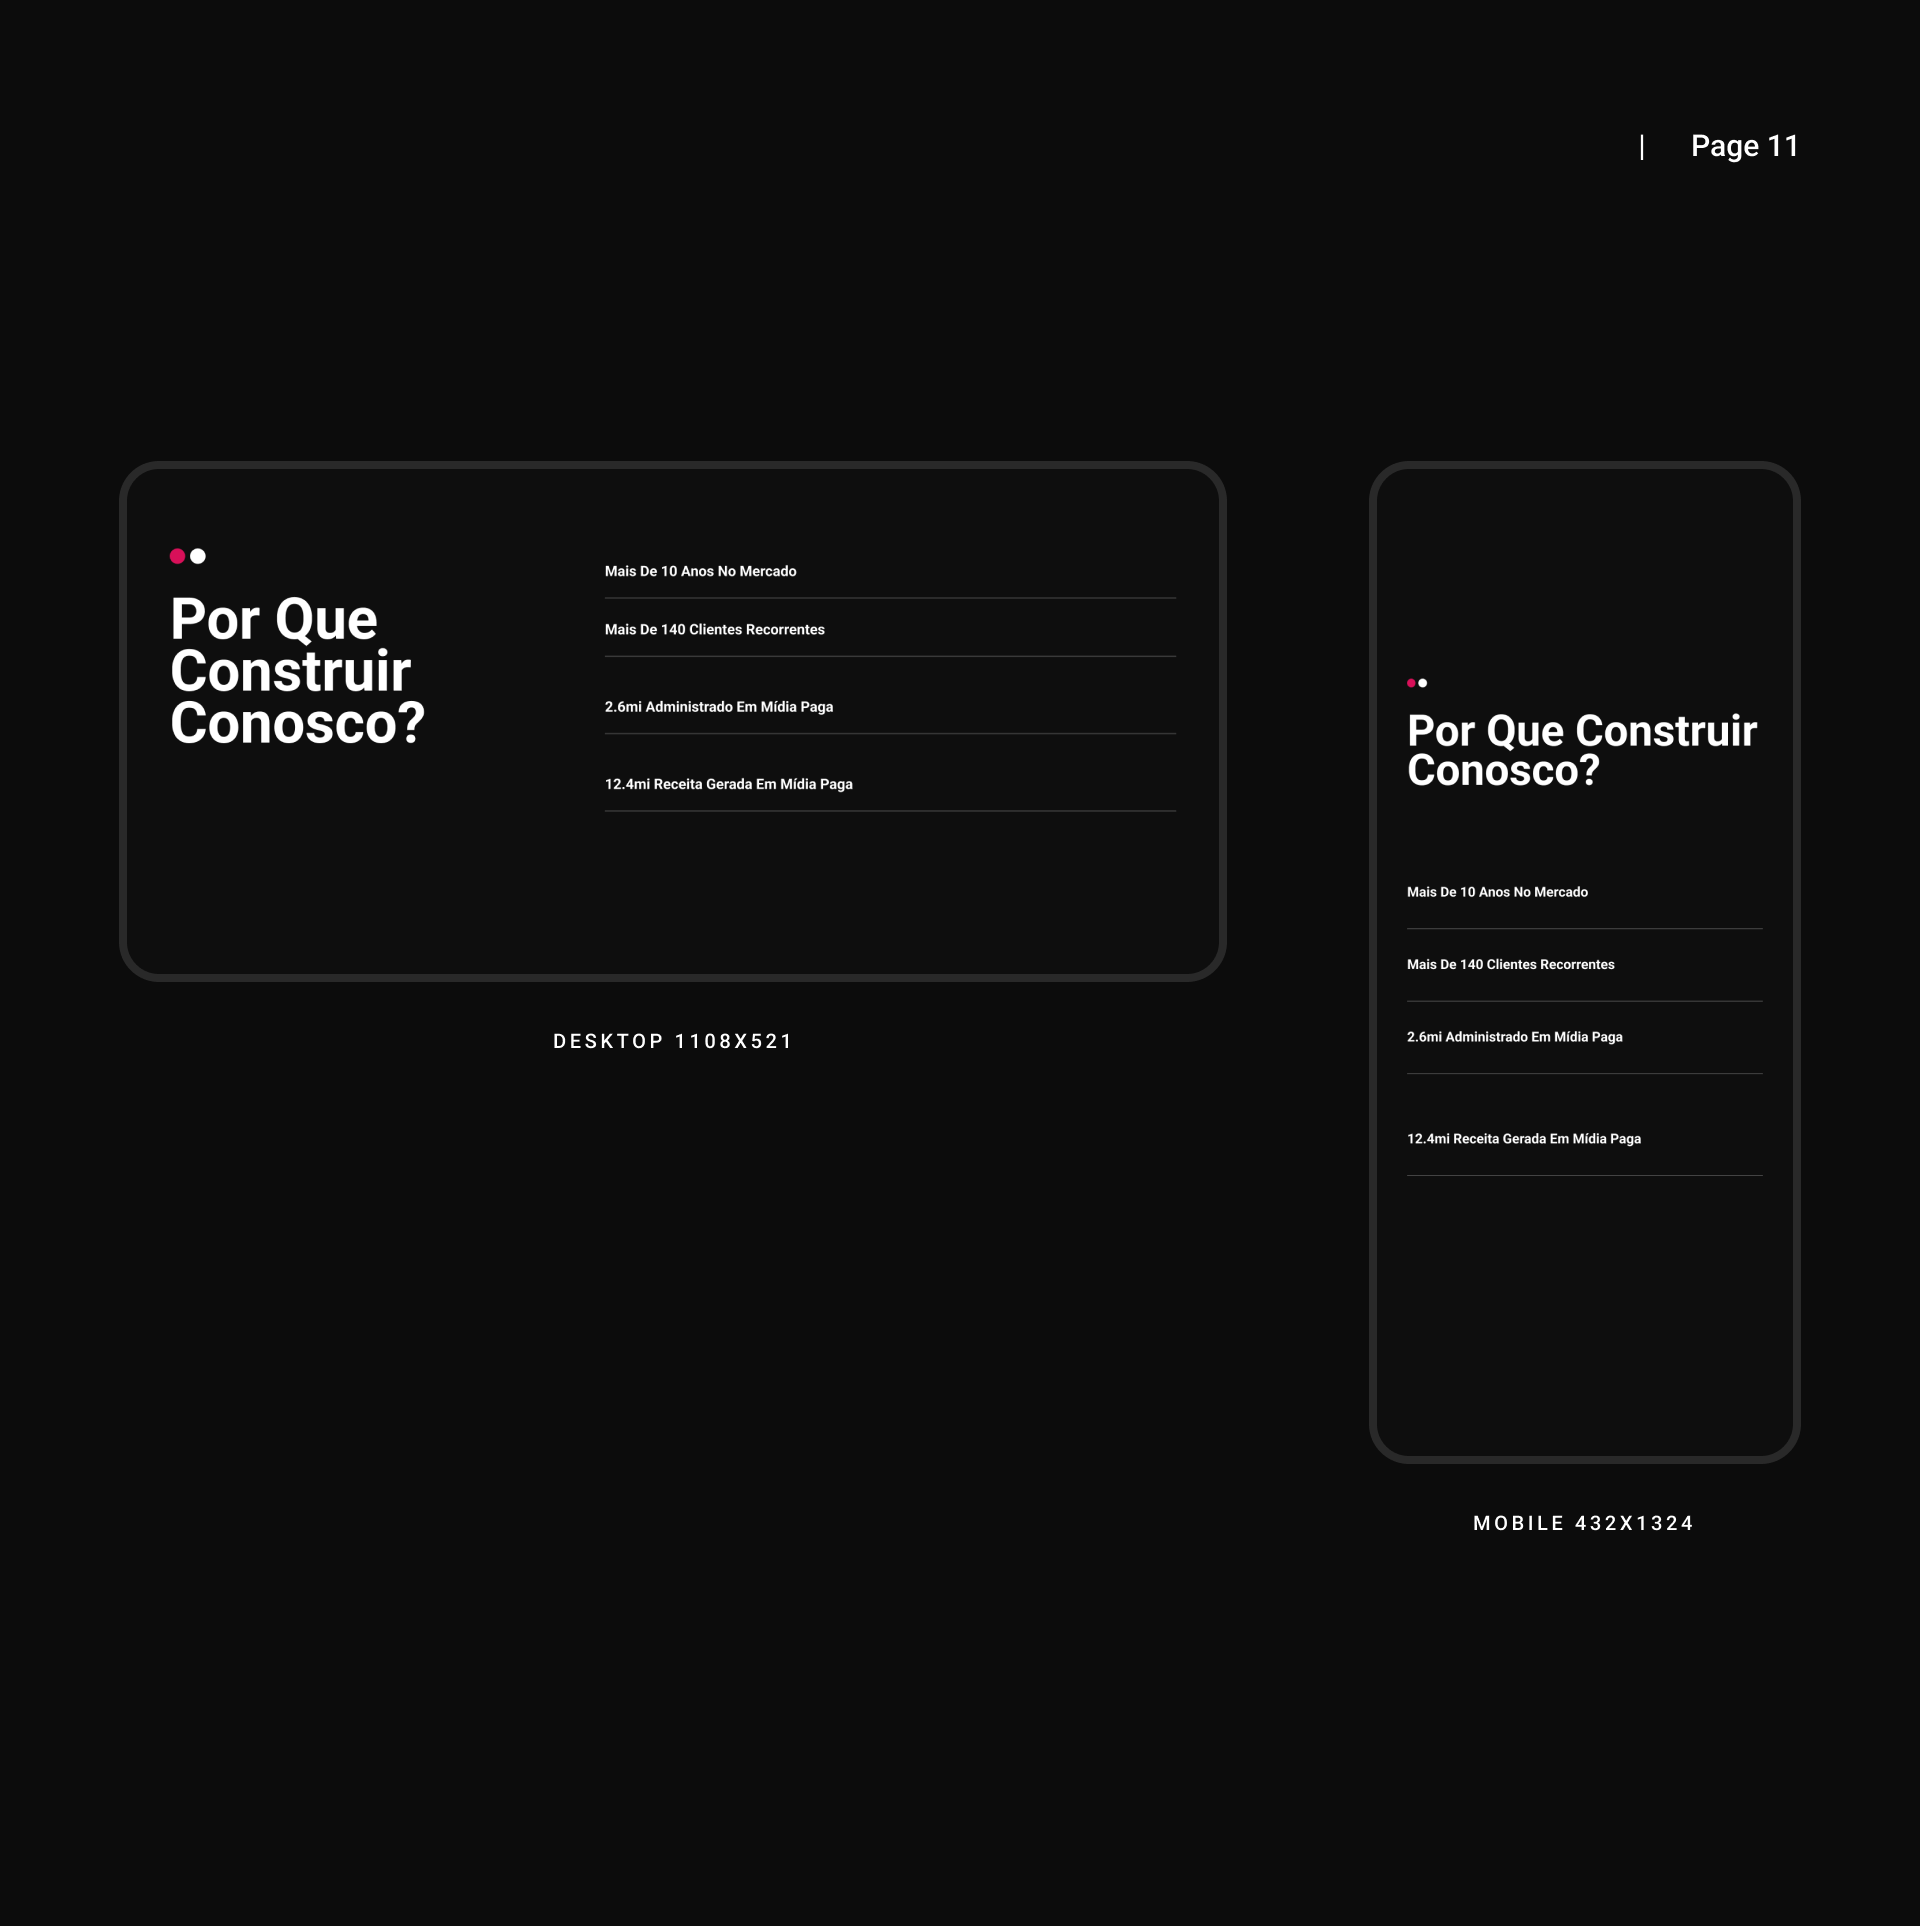 | Page 11
Por Que
Construir
Conosco?
Mais De 10 Anos No Mercado
Mais De 140 Clientes Recorrentes
2.6mi Administrado Em Mídia Paga
12.4mi Receita Gerada Em Mídia Paga
DESKTOP 1108X521
Por Que Construir
Conosco?
Mais De 10 Anos No Mercado
Mais De 140 Clientes Recorrentes
2.6mi Administrado Em Mídia Paga
12.4mi Receita Gerada Em Mídia Paga
MOBILE 432X1324